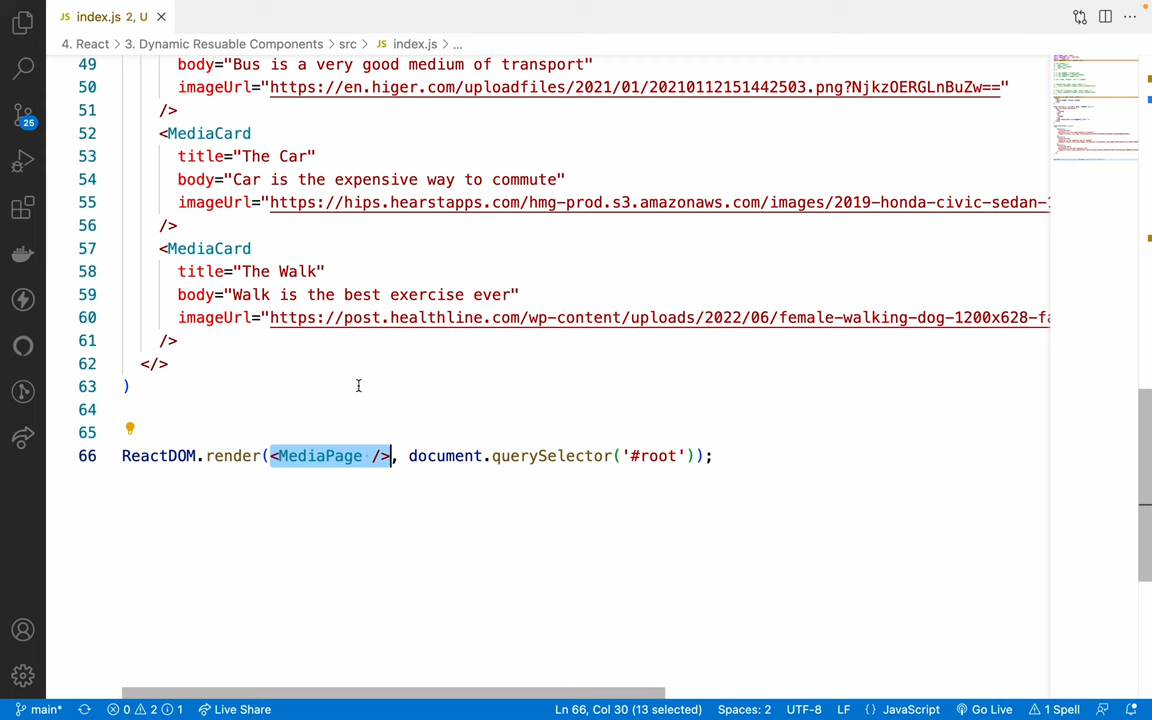 JS index.js 2, U
4. React > 3. Dynamic Resuable Components > src > JS index.js > ...
49 body="Bus is a very good medium of transport"
50 imageUrl="https://en.higer.com/uploadfiles/2021/01/20210112151442503.png?NjkzOERGLnBuZw=="
51 />
52 <MediaCard
53 title="The Car"
54 body="Car is the expensive way to commute"
55 imageUrl="https://hips.hearstapps.com/hmg-prod.s3.amazonaws.com/images/2019-honda-civic-sedan-1
56 />
57 <MediaCard
58 title="The Walk"
59 body="Walk is the best exercise ever"
60 imageUrl="https://post.healthline.com/wp-content/uploads/2022/06/female-walking-dog-1200x628-fa
61 />
62 </>
63 )
64
65
66 ReactDOM.render(<MediaPage />, document.querySelector('#root'));
25
main* 0 2 1 Live Share Ln 66, Col 30 (13 selected) Spaces: 2 UTF-8 LF {} JavaScript Go Live 1 Spell